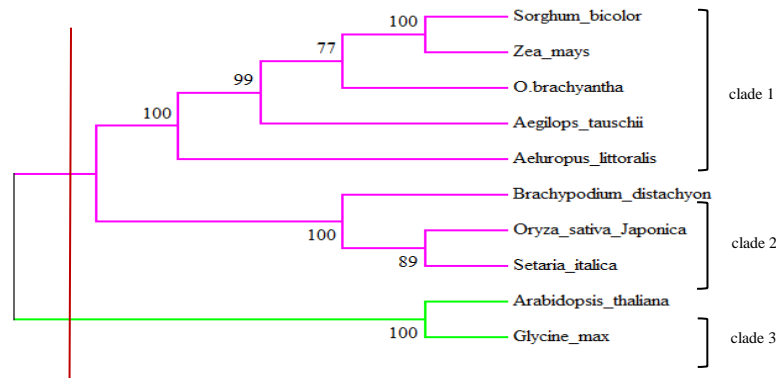 Sorghum_bicolor
100
Zea_mays
77
O.brachyantha
99
clade 1
100
Aegilops_tauschii
Aeluropus_littoralis
Brachypodium_distachyon
100
Oryza_sativa_Japonica
clade 2
89
Setaria_italica
Arabidopsis_thaliana
100
Glycine_max
clade 3